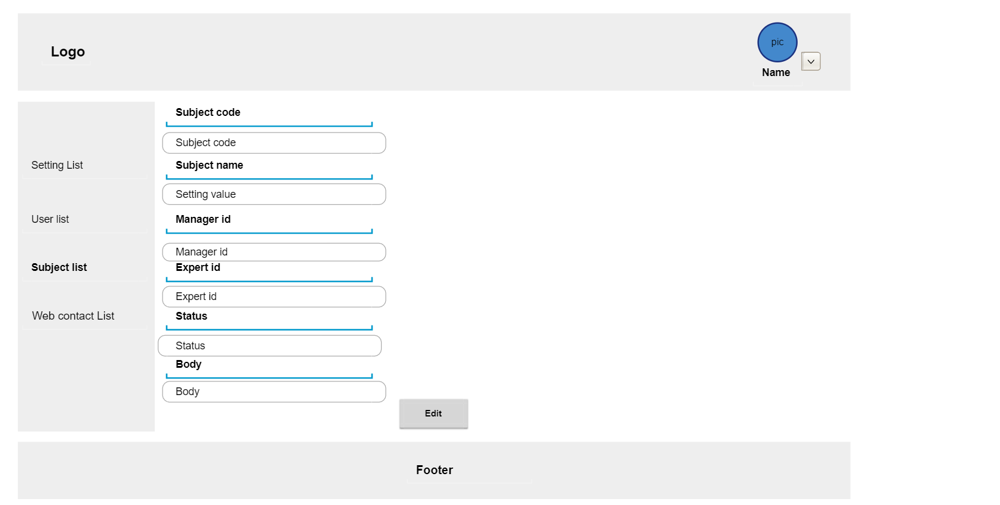 Logo
pic
Name
Setting List
User list
Subject list
Web contact List
Subject code
Subject code
Subject name
Setting value
Manager id
Manager id
Expert id
Expert id
Status
Status
Body
Body
Edit
Footer